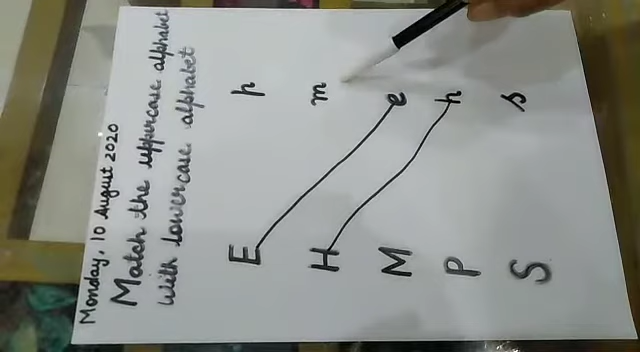 Monday, 10 August 2020
Match the uppercase alphabet
with lowercase alphabet
E p
H m
M e
P h
S s